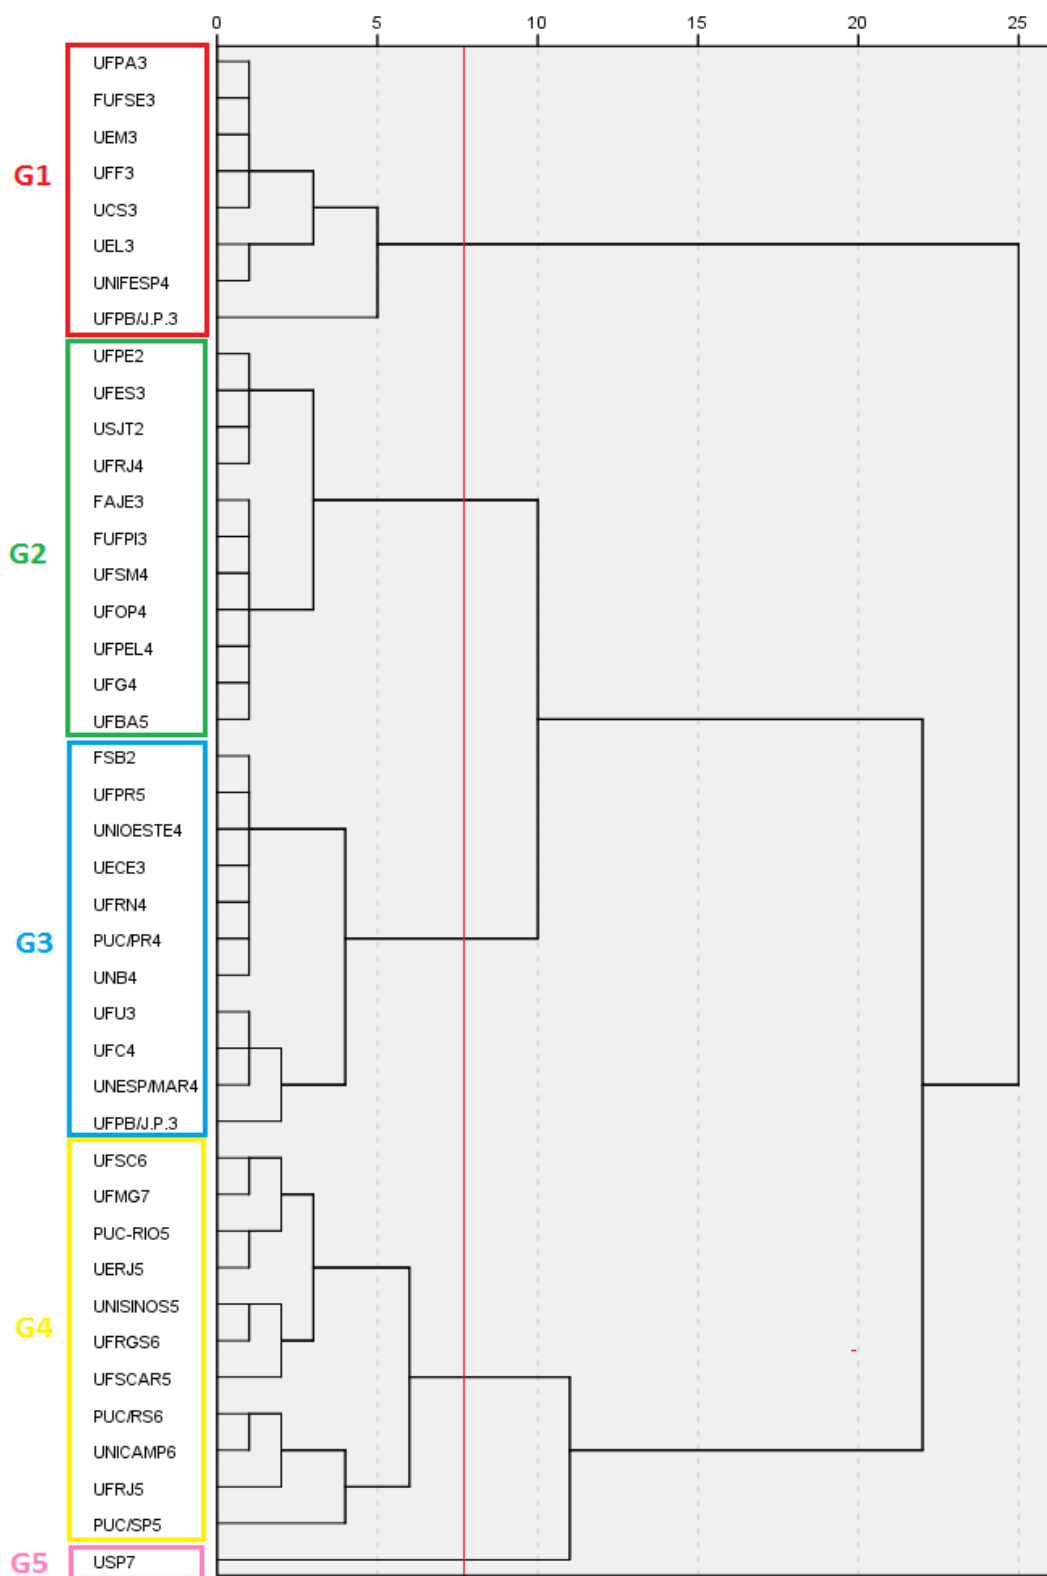 0 5 10 15 20 25
UFPA3
FUFSE3
UEM3
UFF3
G1
UCS3
UEL3
UNIFESP4
UFPB/J.P.3
UFPE2
UFES3
USJT2
UFRJ4
FAJE3
FUFPI3
G2
UFSM4
UFOP4
UFPEL4
UFG4
UFBA5
FSB2
UFPR5
UNIOESTE4
UECE3
UFRN4
G3
PUC/PR4
UNB4
UFU3
UFC4
UNESP/MAR4
UFPB/J.P.3
UFSC6
UFMG7
PUC-RIO5
UERJ5
UNISINOS5
G4
UFRGS6
UFSCAR5
PUC/RS6
UNICAMP6
UFRJ5
PUC/SP5
G5
USP7